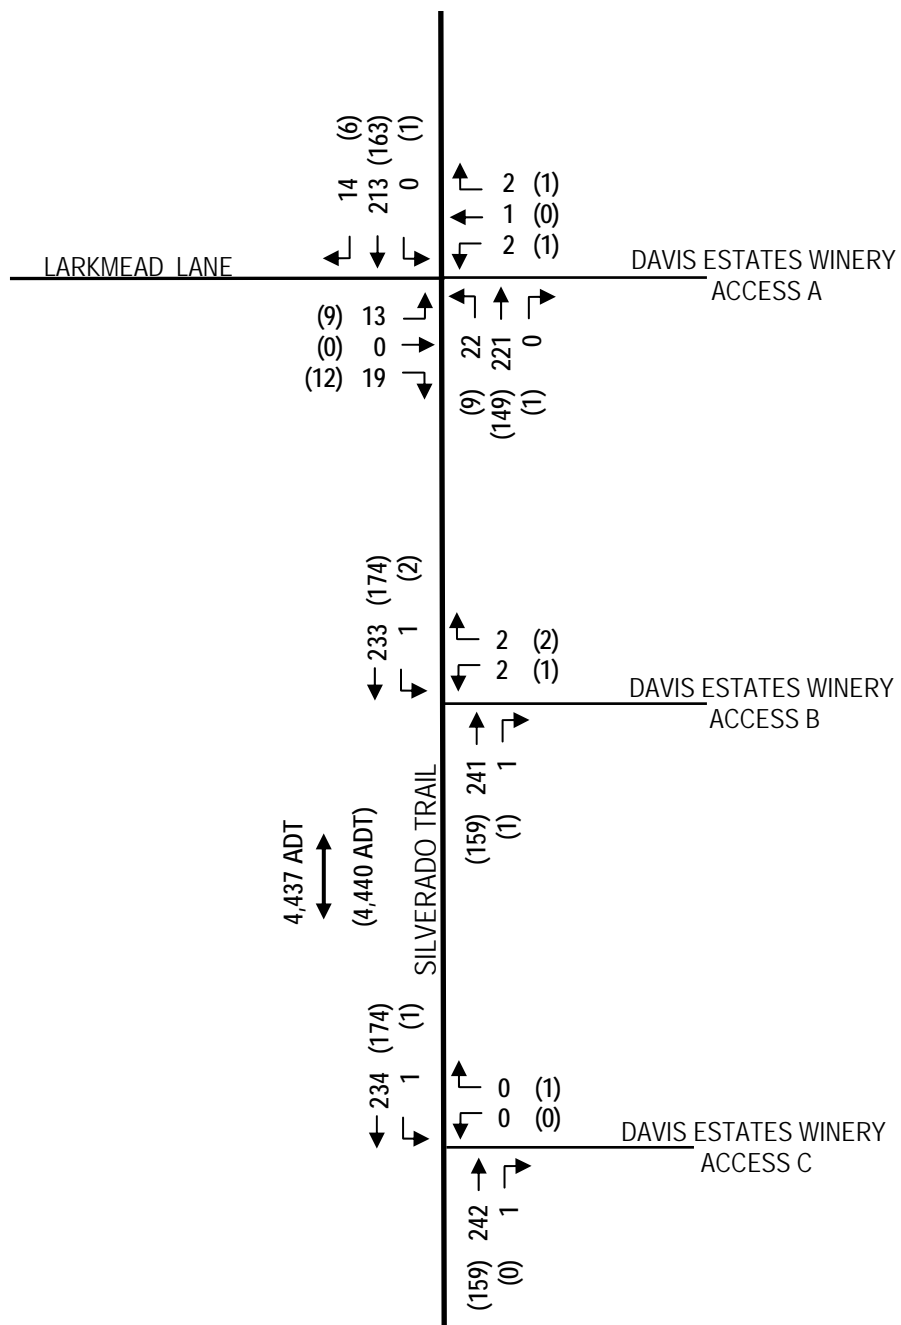 14 (6)
213 (163)
0 (1)
2 (1)
1 (0)
2 (1)
LARKMEAD LANE
DAVIS ESTATES WINERY
ACCESS A
(9) 13
(0) 0
(12) 19
(9) 22
(149) 221
(1) 0
233 (174)
1 (2)
2 (2)
2 (1)
DAVIS ESTATES WINERY
ACCESS B
(159) 241
(1) 1
SILVERADO TRAIL
4,437 ADT
(4,440 ADT)
234 (174)
1 (1)
0 (1)
0 (0)
DAVIS ESTATES WINERY
ACCESS C
(159) 242
(0) 1